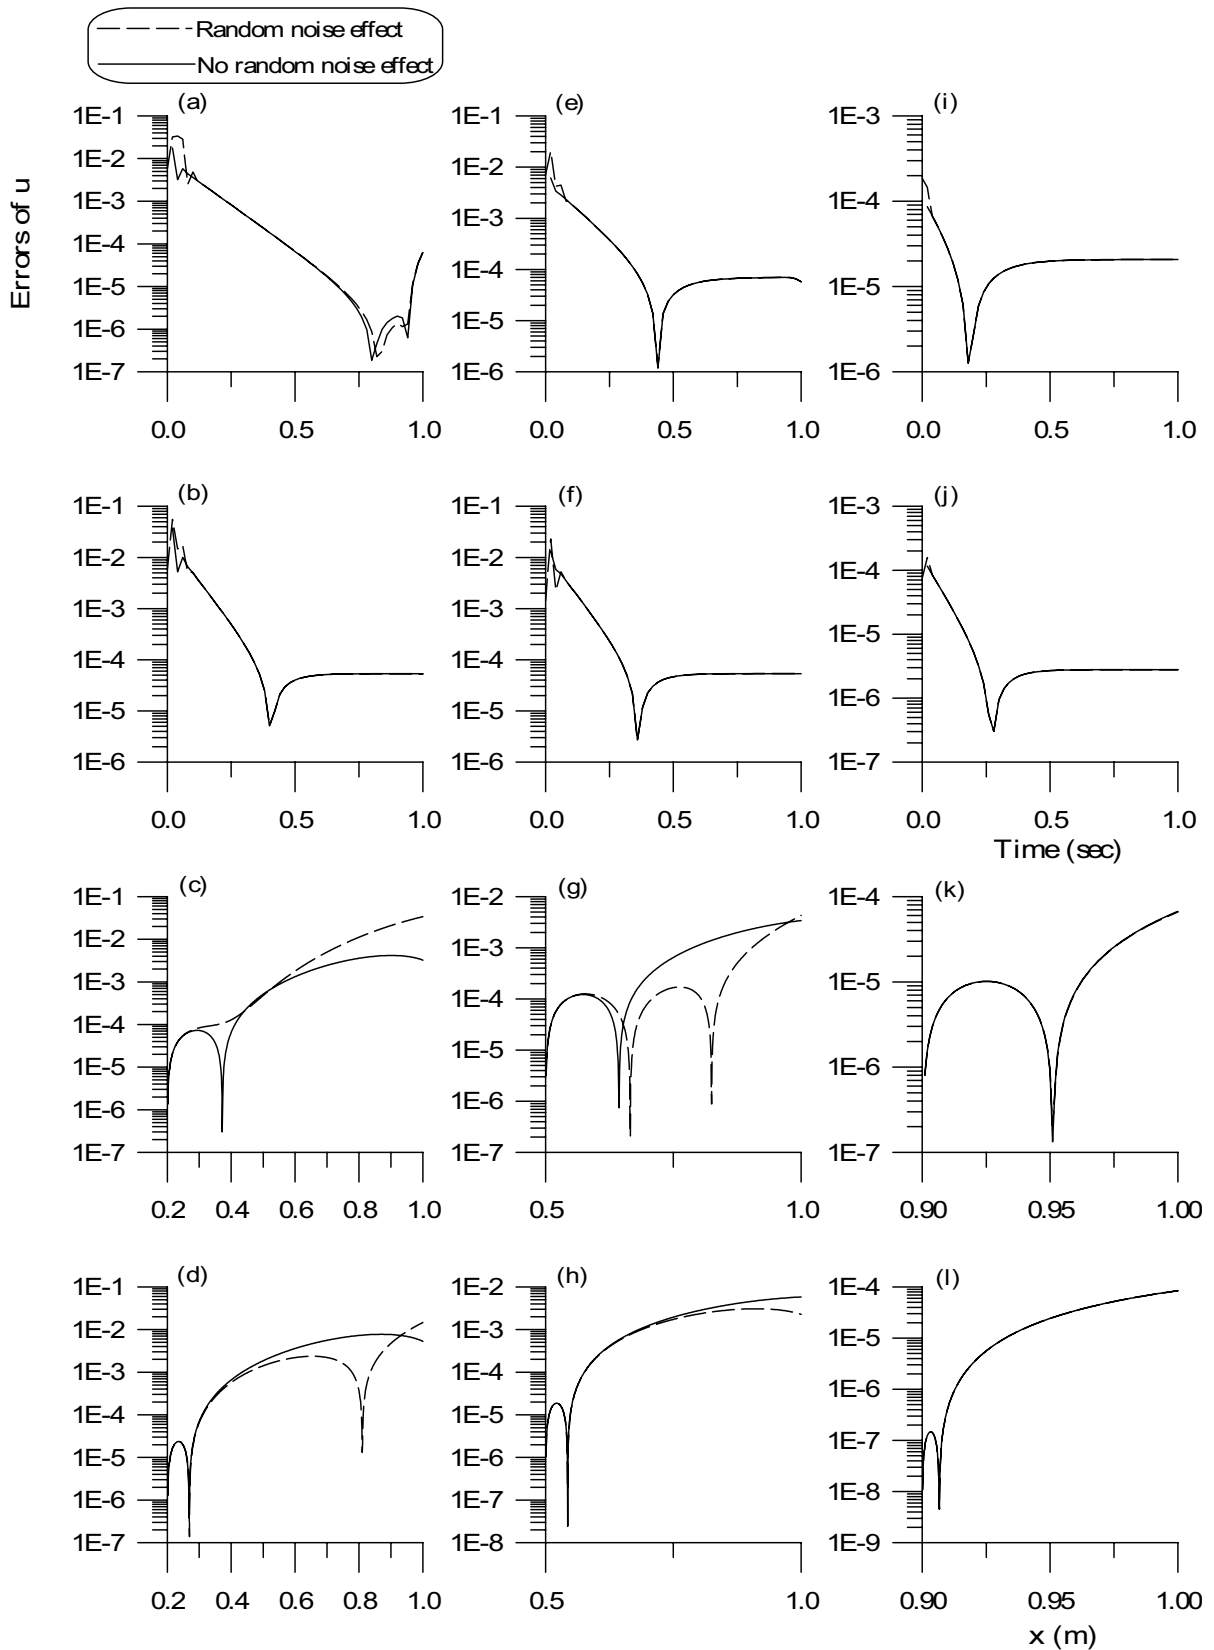 Random noise effect
No random noise effect
Errors of u
(a)
1E-1
1E-2
1E-3
1E-4
1E-5
1E-6
1E-7
0.0 0.5 1.0
(e)
1E-1
1E-2
1E-3
1E-4
1E-5
1E-6
0.0 0.5 1.0
(i)
1E-3
1E-4
1E-5
1E-6
0.0 0.5 1.0
(b)
1E-1
1E-2
1E-3
1E-4
1E-5
1E-6
0.0 0.5 1.0
(f)
1E-1
1E-2
1E-3
1E-4
1E-5
1E-6
0.0 0.5 1.0
(j)
1E-3
1E-4
1E-5
1E-6
1E-7
0.0 0.5 1.0
Time (sec)
(c)
1E-1
1E-2
1E-3
1E-4
1E-5
1E-6
1E-7
0.2 0.4 0.6 0.8 1.0
(g)
1E-2
1E-3
1E-4
1E-5
1E-6
1E-7
0.5 1.0
(k)
1E-4
1E-5
1E-6
1E-7
0.90 0.95 1.00
(d)
1E-1
1E-2
1E-3
1E-4
1E-5
1E-6
1E-7
0.2 0.4 0.6 0.8 1.0
(h)
1E-2
1E-3
1E-4
1E-5
1E-6
1E-7
1E-8
0.5 1.0
(l)
1E-4
1E-5
1E-6
1E-7
1E-8
1E-9
0.90 0.95 1.00
x (m)